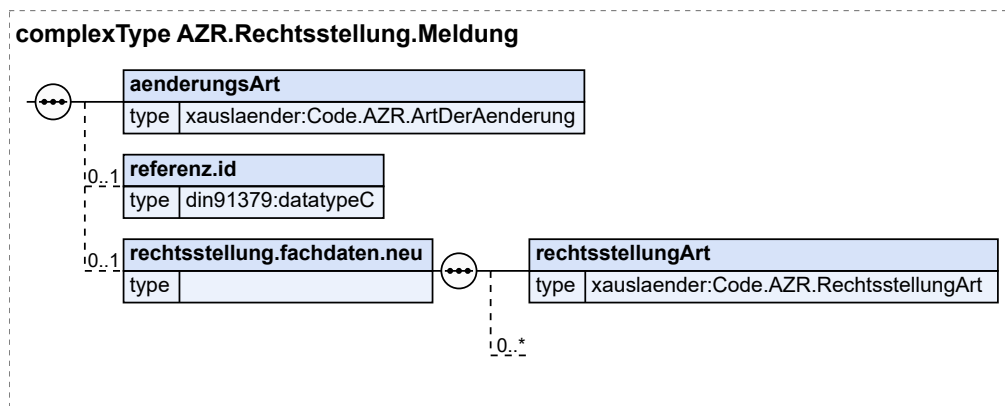 complexType AZR.Rechtsstellung.Meldung
aenderungsArt
type xauslaender:Code.AZR.ArtDerAenderung
0..1 referenz.id
type din91379:datatypeC
0..1 rechtsstellung.fachdaten.neu
type
rechtsstellungArt
type xauslaender:Code.AZR.RechtsstellungArt
0..*